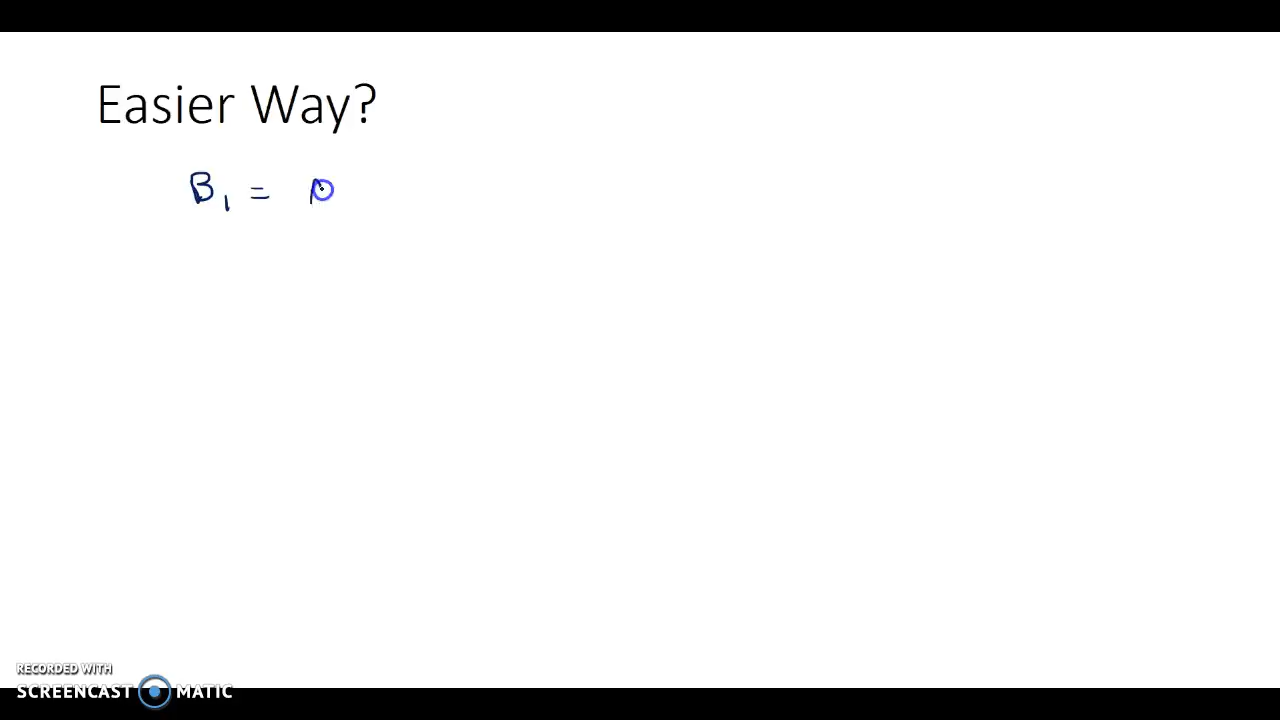 Easier Way?
B₁ =
RECORDED WITH
SCREENCAST MATIC